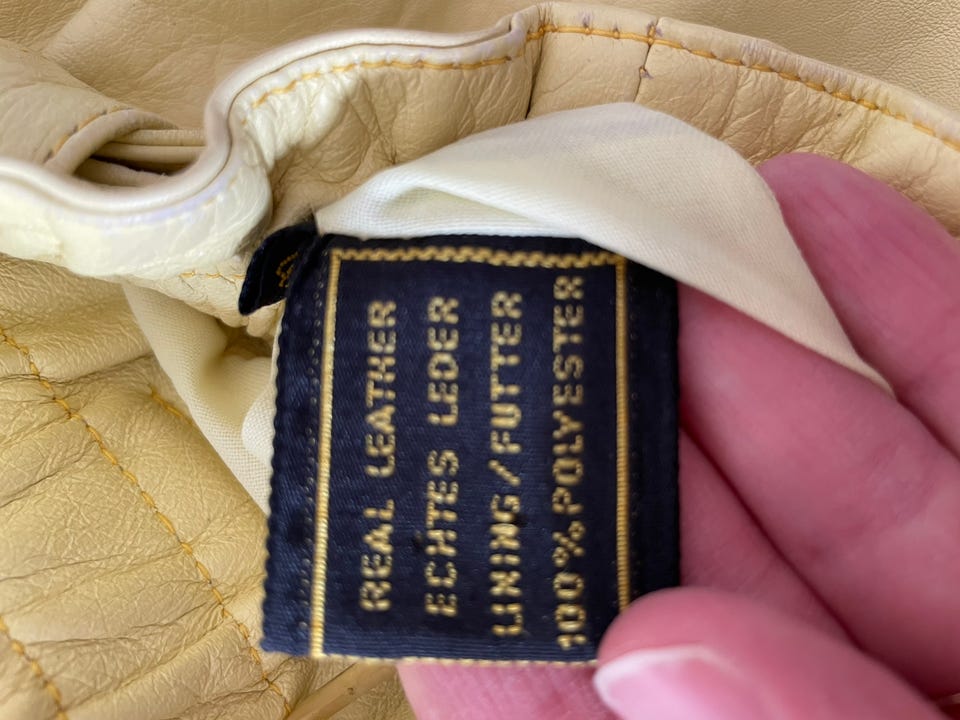 REAL LEATHER
ECHTES LEDER
LINING/FUTTER
100%POLYESTER